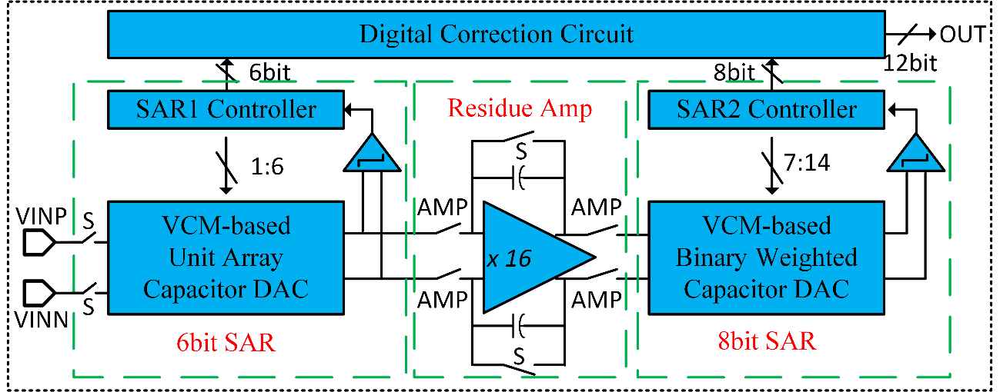 Digital Correction Circuit
OUT
12bit
6bit
8bit
SAR1 Controller
Residue Amp
SAR2 Controller
1:6
S
7:14
VINP
S
VCM-based
Unit Array
Capacitor DAC
AMP
x 16
AMP
VCM-based
Binary Weighted
Capacitor DAC
VINN
S
AMP
AMP
6bit SAR
S
8bit SAR